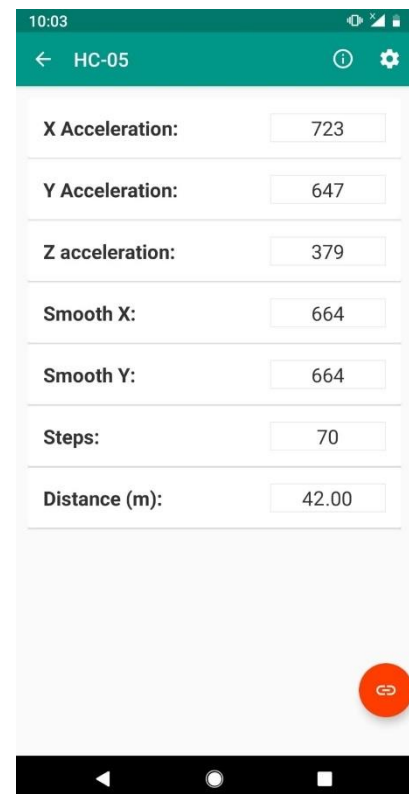 10:03
HC-05
X Acceleration: 723
Y Acceleration: 647
Z acceleration: 379
Smooth X: 664
Smooth Y: 664
Steps: 70
Distance (m): 42.00